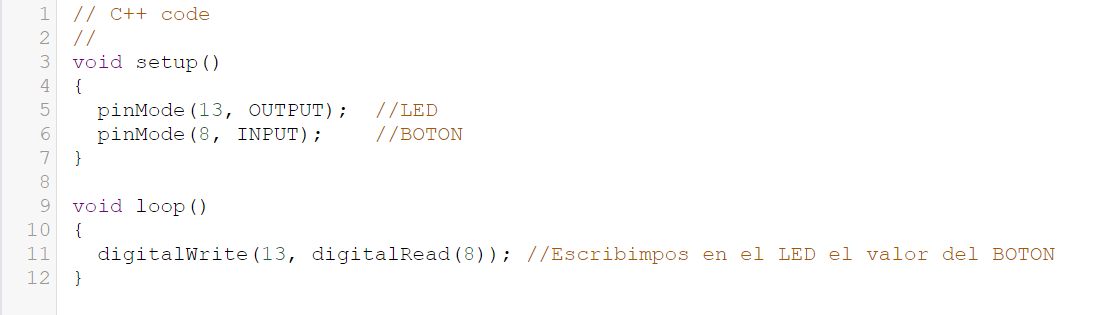 1 // C++ code
2 //
3 void setup()
4 {
5 pinMode(13, OUTPUT); //LED
6 pinMode(8, INPUT); //BOTON
7 }
8
9 void loop()
10 {
11 digitalWrite(13, digitalRead(8)); //Escribimpos en el LED el valor del BOTON
12 }